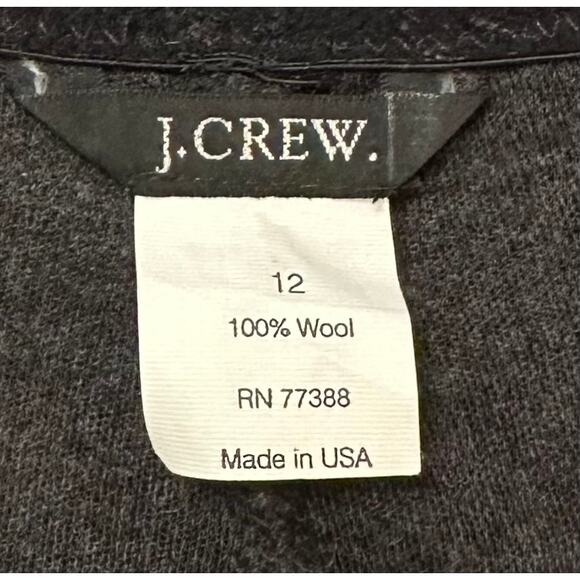 J.CREW.
12
100% Wool
RN 77388
Made in USA